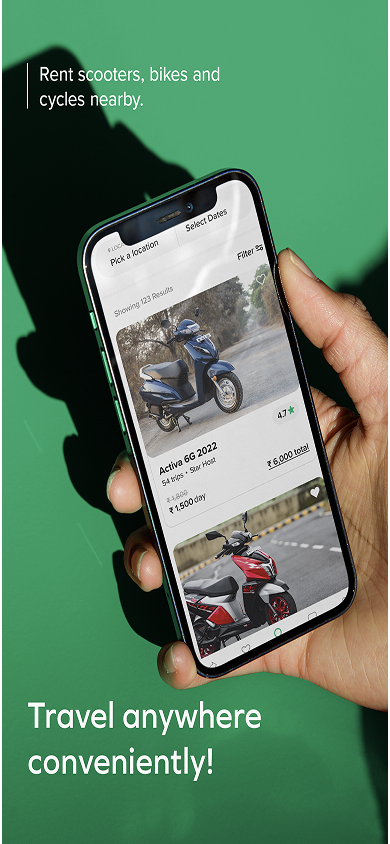 Rent scooters, bikes and
cycles nearby.
Pick a location
Select Dates
Filter
Showing 123 Results
4.7
Activa 6G 2022
54 trips • Star Host
₹ 6,000 total
₹ 1,800
₹ 1,500 day
Travel anywhere
conveniently!